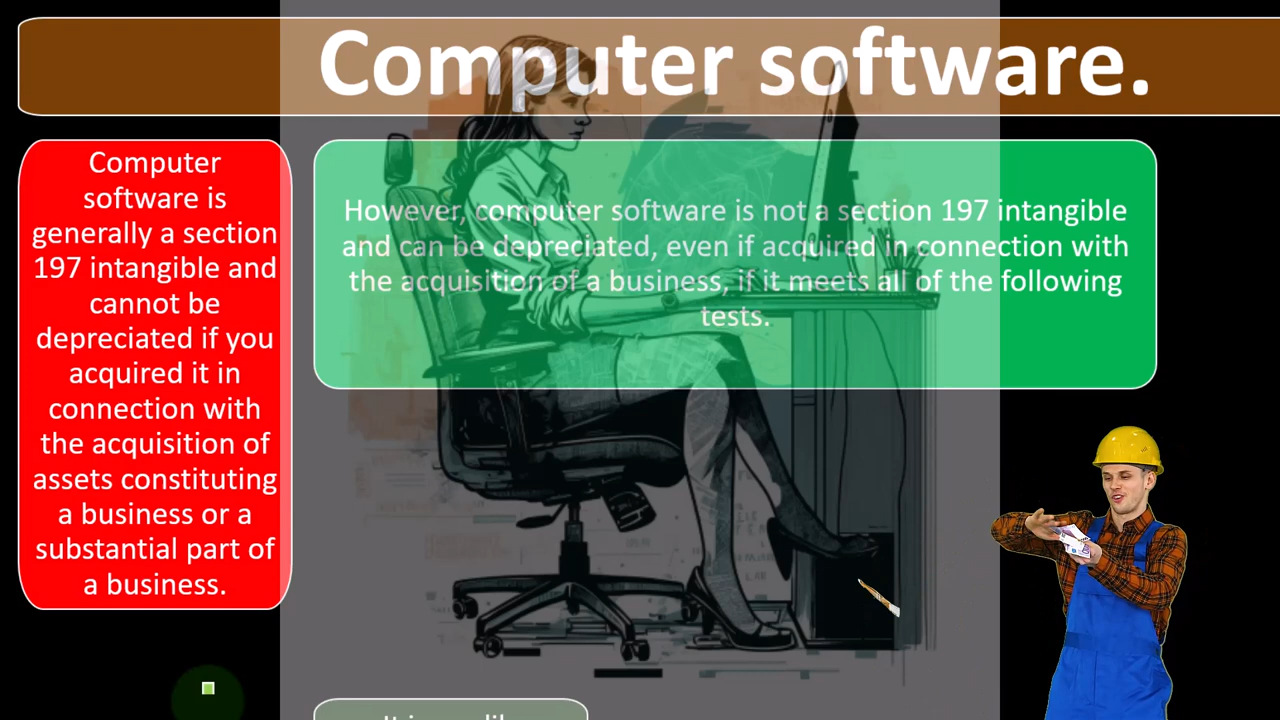 Computer software.
Computer
software is
generally a section
197 intangible and
cannot be
depreciated if you
acquired it in
connection with
the acquisition of
assets constituting
a business or a
substantial part of
a business.
However, computer software is not a section 197 intangible
and can be depreciated, even if acquired in connection with
the acquisition of a business, if it meets all of the following
tests.